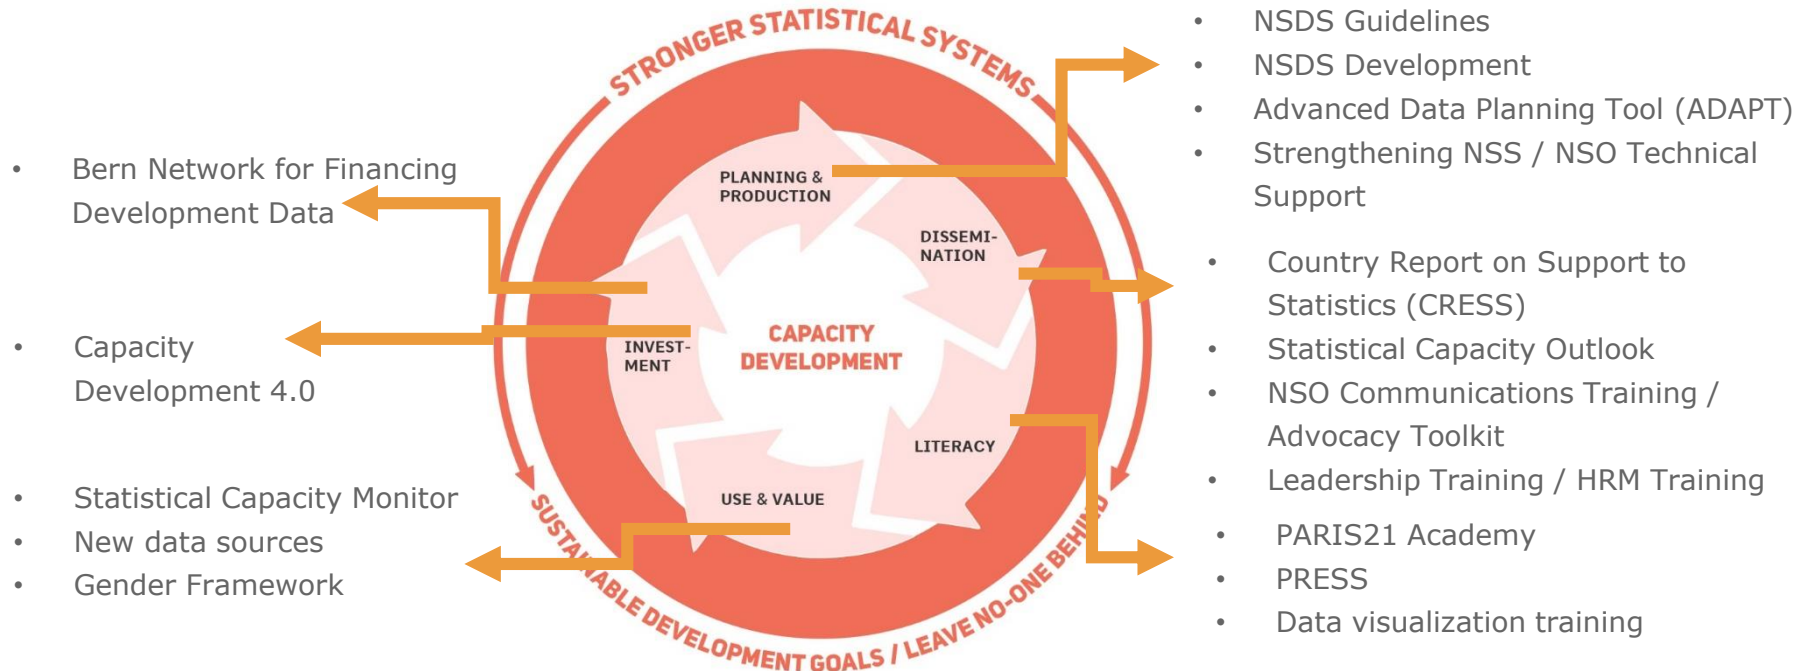 STRONGER STATISTICAL SYSTEMS
• Bern Network for Financing
Development Data
• Capacity
Development 4.0
• Statistical Capacity Monitor
• New data sources
• Gender Framework
PLANNING &
PRODUCTION
DISSEMI-
NATION
CAPACITY
DEVELOPMENT
INVEST-
MENT
LITERACY
USE & VALUE
SUSTAINABLE DEVELOPMENT GOALS / LEAVE NO-ONE BEHIND
• NSDS Guidelines
• NSDS Development
• Advanced Data Planning Tool (ADAPT)
• Strengthening NSS / NSO Technical
Support
• Country Report on Support to
Statistics (CRESS)
• Statistical Capacity Outlook
• NSO Communications Training /
Advocacy Toolkit
• Leadership Training / HRM Training
• PARIS21 Academy
• PRESS
• Data visualization training